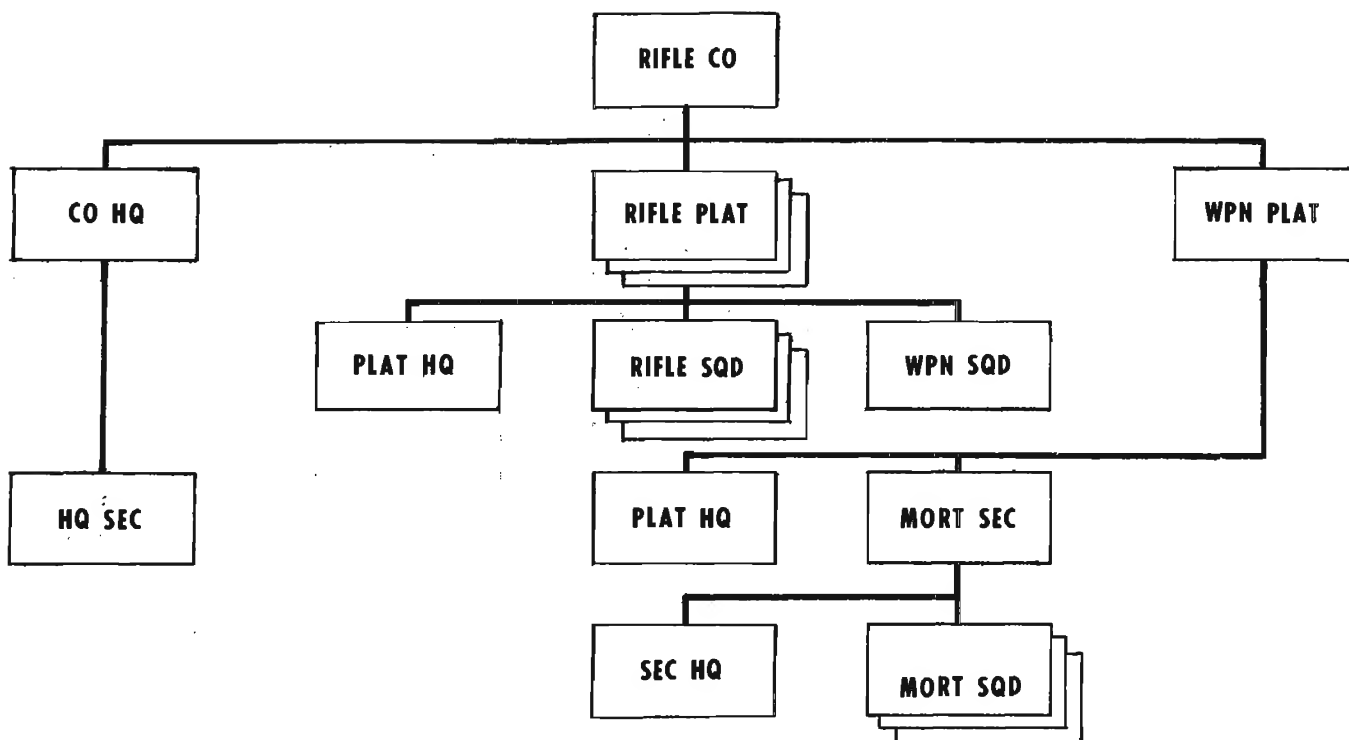 RIFLE CO
CO HQ
RIFLE PLAT
WPN PLAT
PLAT HQ
RIFLE SQD
WPN SQD
HQ SEC
PLAT HQ
MORT SEC
SEC HQ
MORT SQD